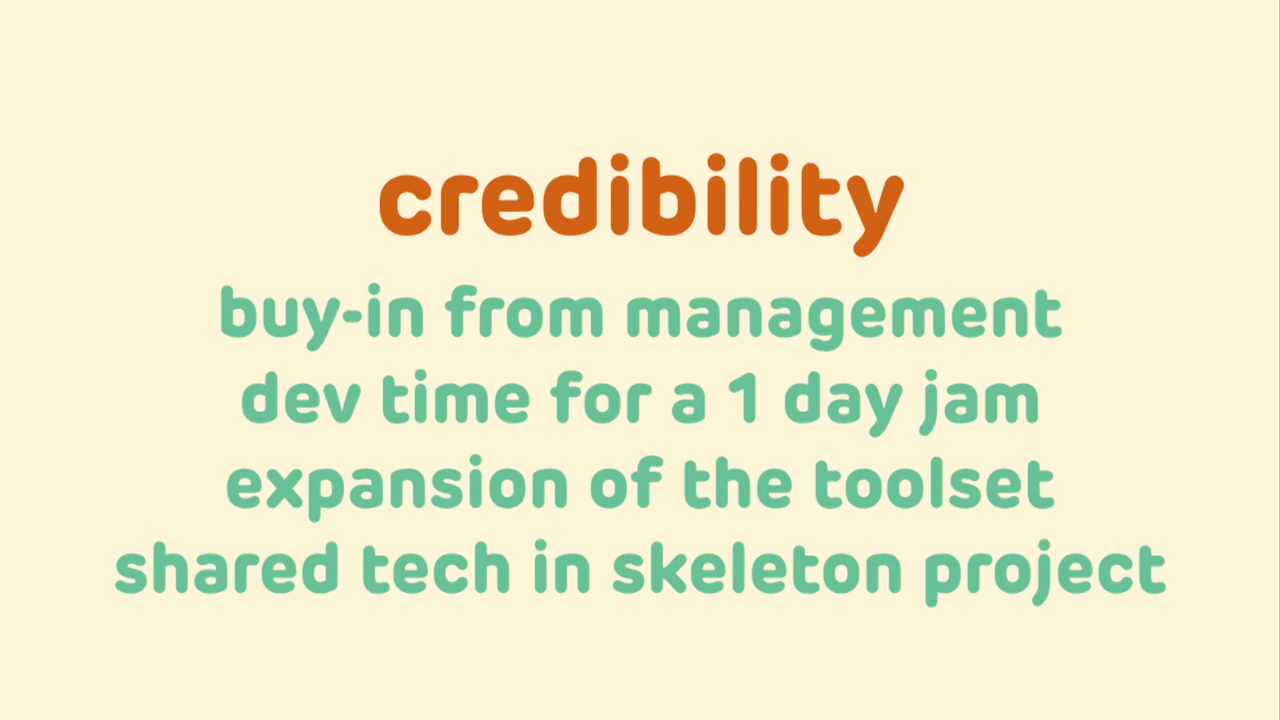 credibility
buy-in from management
dev time for a 1 day jam
expansion of the toolset
shared tech in skeleton project